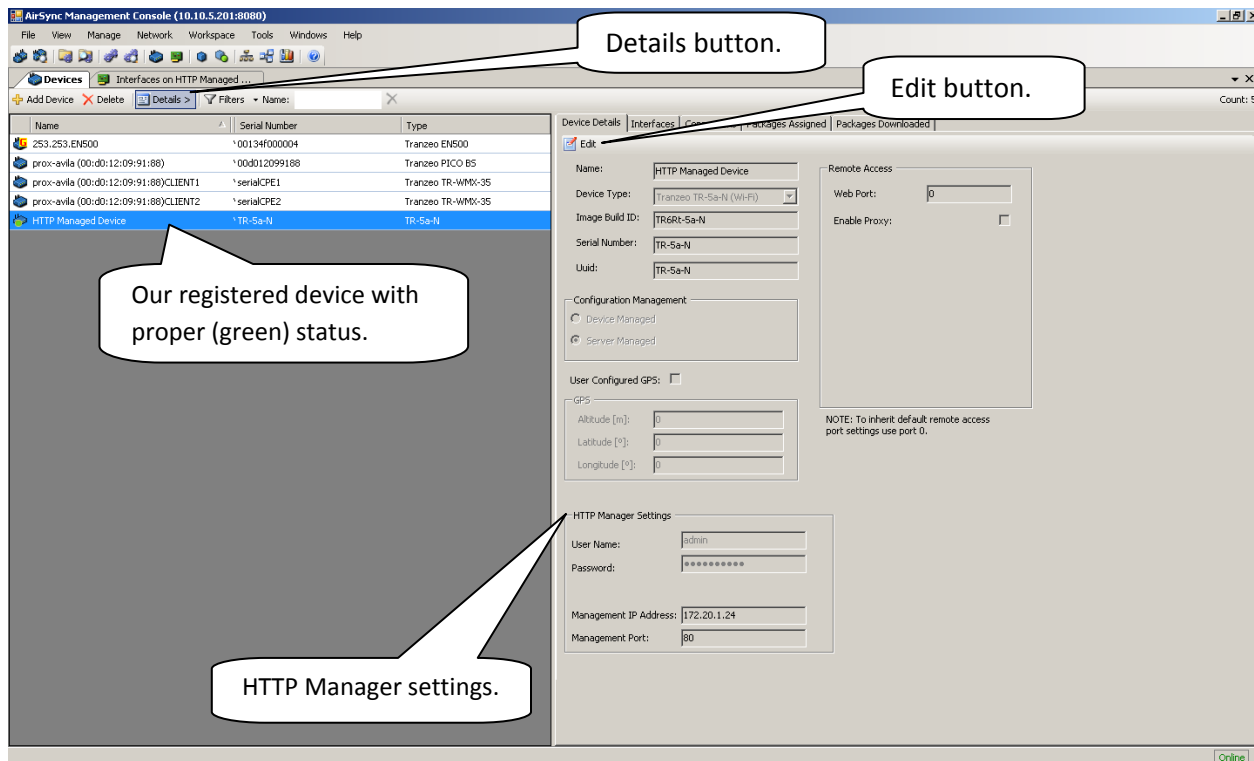 AirSync Management Console (10.10.5.201:8080)
File View Manage Network Workspace Tools Windows Help
Details button.
Devices Interfaces on HTTP Managed ...
Edit button.
Add Device Delete Details > Filters Name: Count: 5
Name Serial Number Type
253.253.EN500 00134f000004 Tranzeo EN500
prox-avila (00:d0:12:09:91:88) 00d012099188 Tranzeo PICO BS
prox-avila (00:d0:12:09:91:88)CLIENT1 serialCPE1 Tranzeo TR-WMX-35
prox-avila (00:d0:12:09:91:88)CLIENT2 serialCPE2 Tranzeo TR-WMX-35
HTTP Managed Device TR-5a-N TR-5a-N
Our registered device with
proper (green) status.
Device Details Interfaces Packages Assigned Packages Downloaded
Edit
Name: HTTP Managed Device
Device Type: Tranzeo TR-5a-N (Wi-Fi)
Image Build ID: TR6Rt-5a-N
Serial Number: TR-5a-N
Uuid: TR-5a-N
Configuration Management
Device Managed
Server Managed
User Configured GPS:
GPS
Altitude [m]: 0
Latitude [º]: 0
Longitude [º]: 0
Remote Access
Web Port: 0
Enable Proxy:
NOTE: To inherit default remote access
port settings use port 0.
HTTP Manager Settings
User Name: admin
Password: ••••••••••
Management IP Address: 172.20.1.24
Management Port: 80
HTTP Manager settings.
Online